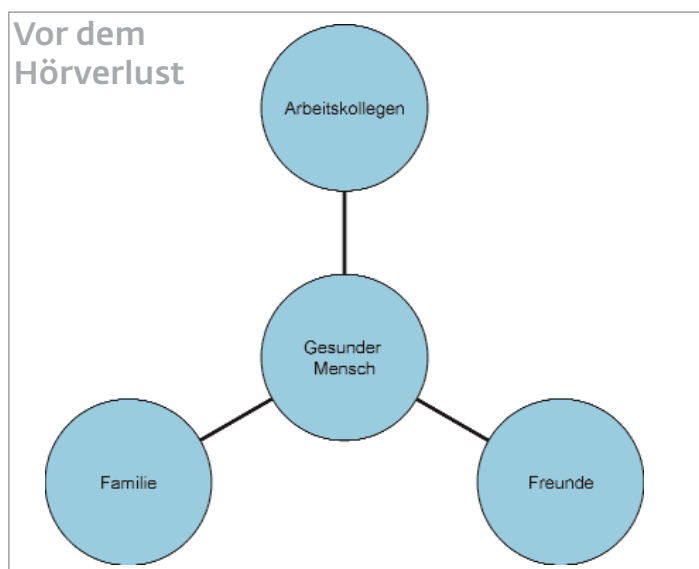 Vor dem
Hörverlust
Arbeitskollegen
Gesunder
Mensch
Familie
Freunde